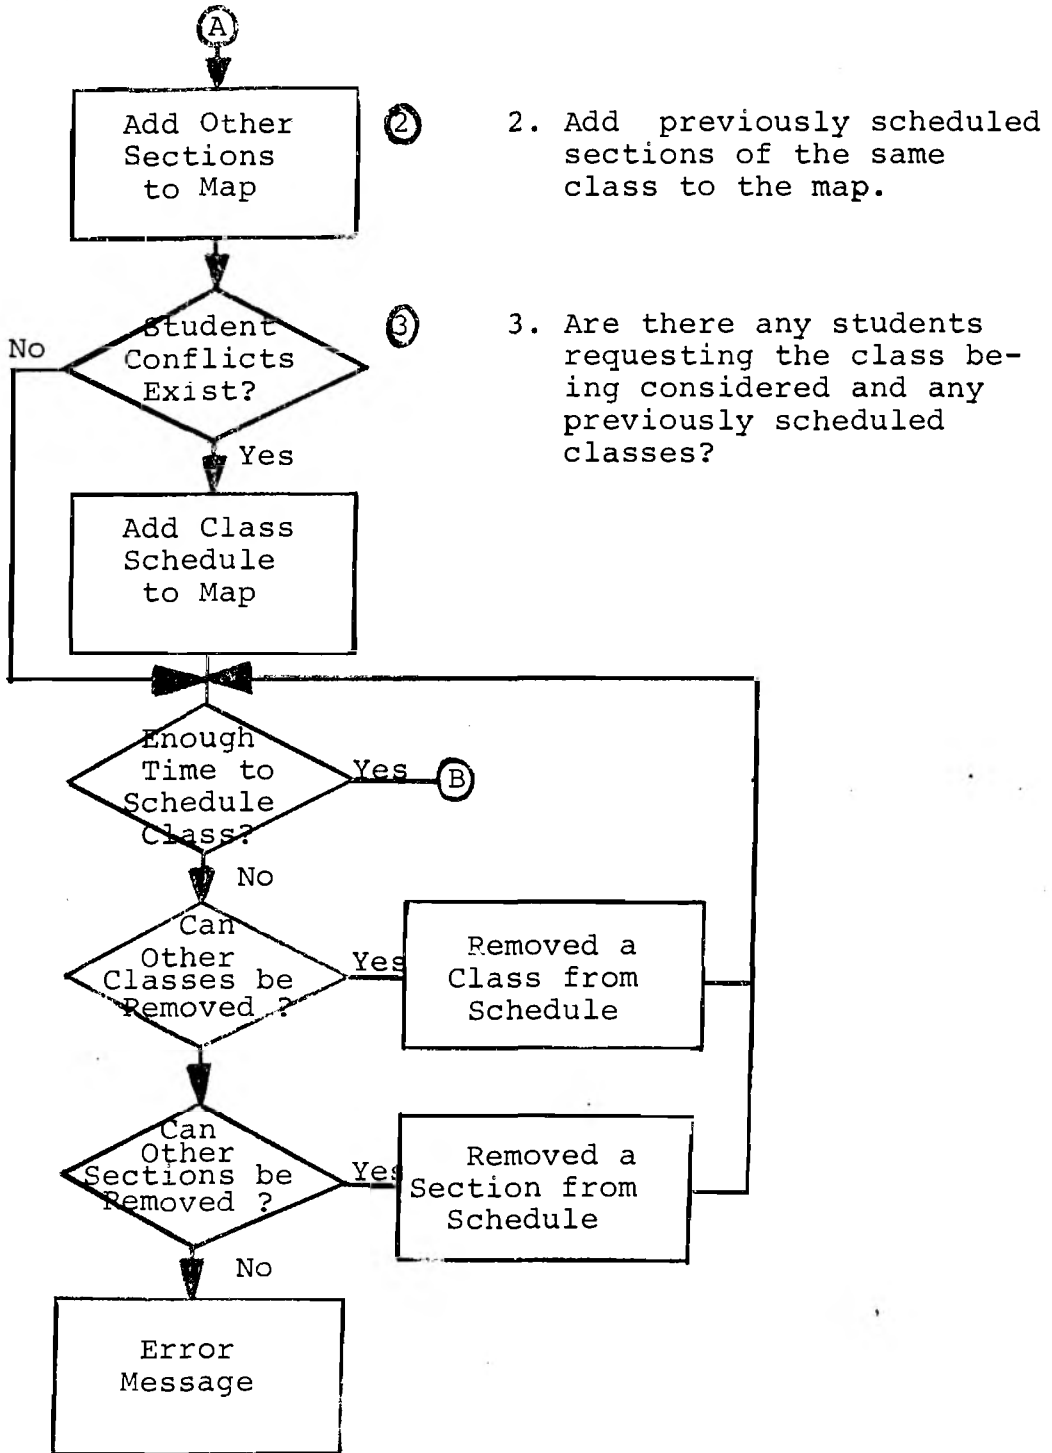 A
Add Other
Sections
to Map
2
2. Add previously scheduled
sections of the same
class to the map.
Student
Conflicts
Exist?
No
3
3. Are there any students
requesting the class be-
ing considered and any
previously scheduled
classes?
Yes
Add Class
Schedule
to Map
Enough
Time to
Schedule
Class?
Yes
B
No
Can
Other
Classes be
Removed ?
Yes
Removed a
Class from
Schedule
Can
Other
Sections be
Removed ?
Yes
Removed a
Section from
Schedule
No
Error
Message